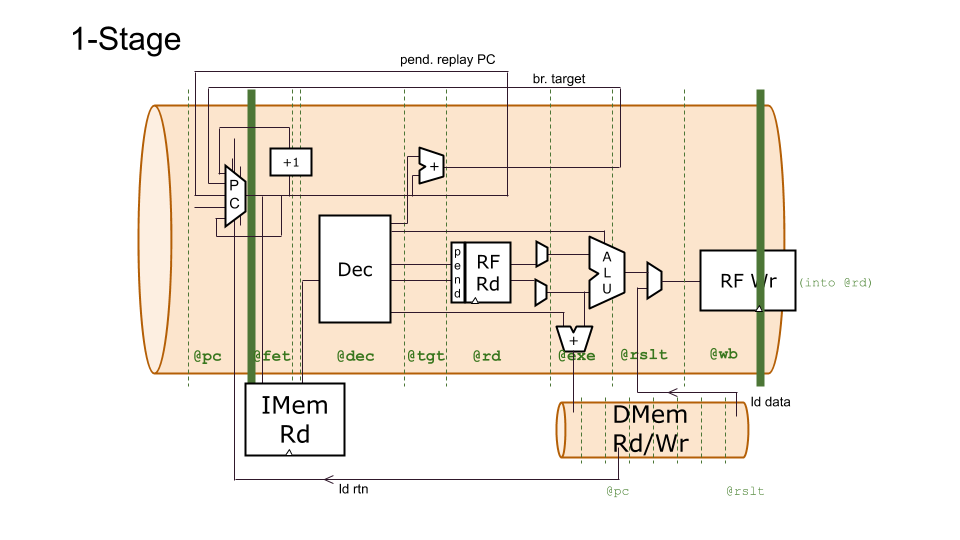 1-Stage
pend. replay PC
br. target
+1
P
C
+
Dec
p
e
n
d
RF
Rd
A
L
U
RF Wr
(into @rd)
+
@pc
@fet
@dec
@tgt
@rd
@exe
@rslt
@wb
IMem
Rd
DMem
Rd/Wr
ld data
ld rtn
@pc
@rslt